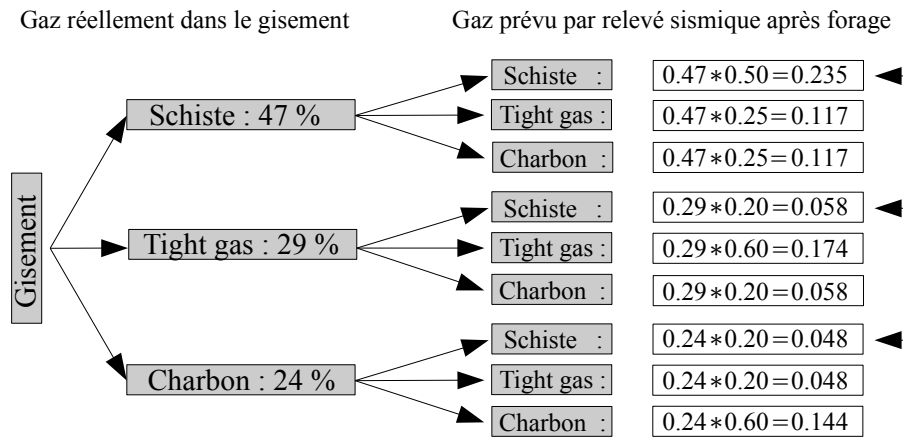 Gaz réellement dans le gisement
Gaz prévu par relevé sismique après forage
Gisement
Schiste : 47 %
Schiste :
0.47*0.50=0.235
Tight gas :
0.47*0.25=0.117
Charbon :
0.47*0.25=0.117
Tight gas : 29 %
Schiste :
0.29*0.20=0.058
Tight gas :
0.29*0.60=0.174
Charbon :
0.29*0.20=0.058
Charbon : 24 %
Schiste :
0.24*0.20=0.048
Tight gas :
0.24*0.20=0.048
Charbon :
0.24*0.60=0.144